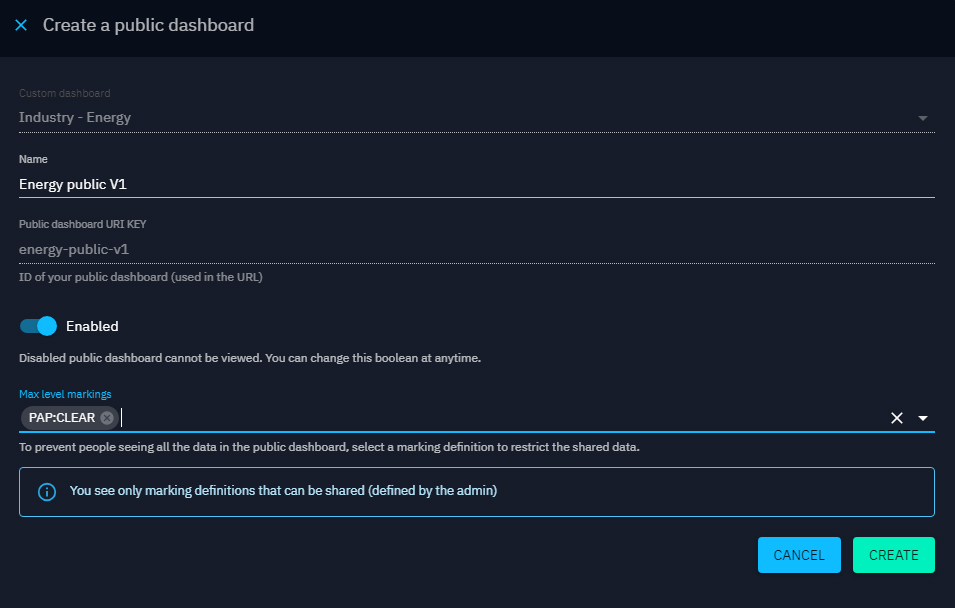 Create a public dashboard
Custom dashboard
Industry - Energy
Name
Energy public V1
Public dashboard URI KEY
energy-public-v1
ID of your public dashboard (used in the URL)
Enabled
Disabled public dashboard cannot be viewed. You can change this boolean at anytime.
Max level markings
PAP:CLEAR
To prevent people seeing all the data in the public dashboard, select a marking definition to restrict the shared data.
You see only marking definitions that can be shared (defined by the admin)
CANCEL CREATE